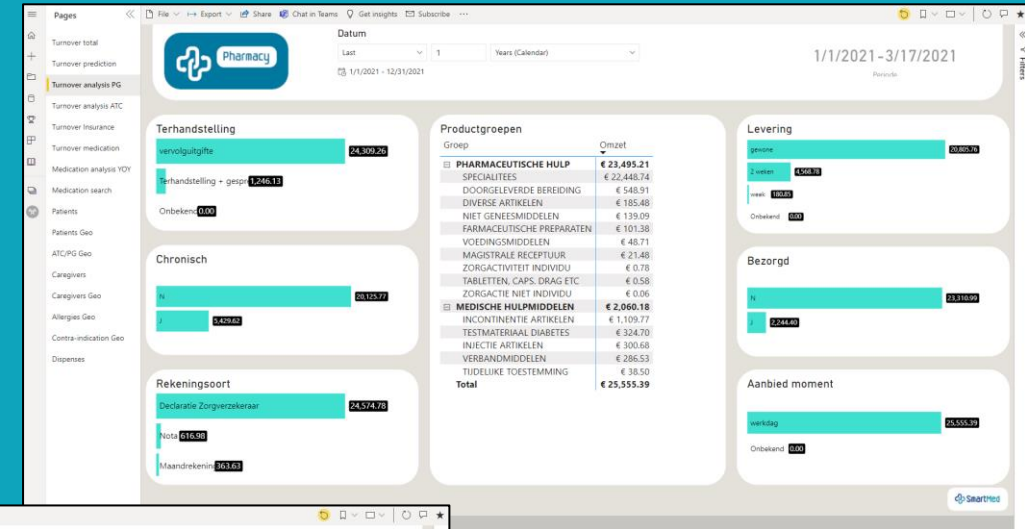 Pages
File
Export
Share
Chat in Teams
Get insights
Subscribe
Turnover total
Turnover prediction
Turnover analysis PG
Turnover analysis ATC
Turnover Insurance
Turnover medication
Medication analysis YOY
Medication search
Patients
Patients Geo
ATC/PG Geo
Caregivers
Caregivers Geo
Allergies Geo
Contra-indication Geo
Dispenses
Pharmacy
Datum
Last 1 Years (Calendar)
1/1/2021 - 12/31/2021
1/1/2021-3/17/2021
Periode
Filters
Terhandstelling
vervolguitgifte 24,309.26
Terhandstelling + gespr 1,246.13
Onbekend 0.00
Chronisch
N 20,125.77
J 5,429.62
Rekeningsoort
Declaratie Zorgverzekeraar 24,574.78
Nota 616.98
Maandrekenin 363.63
Productgroepen
Groep Omzet
PHARMACEUTISCHE HULP € 23,495.21
SPECIALITEES € 22,448.74
DOORGELEVERDE BEREIDING € 548.91
DIVERSE ARTIKELEN € 185.48
NIET GENEESMIDDELEN € 139.09
FARMACEUTISCHE PREPARATEN € 101.38
VOEDINGSMIDDELEN € 48.71
MAGISTRALE RECEPTUUR € 21.48
ZORGACTIVITEIT INDIVIDU € 0.78
TABLETTEN, CAPS. DRAG ETC € 0.58
ZORGACTIE NIET INDIVIDU € 0.06
MEDISCHE HULPMIDDELEN € 2,060.18
INCONTINENTIE ARTIKELEN € 1,109.77
TESTMATERIAAL DIABETES € 324.70
INJECTIE ARTIKELEN € 300.68
VERBANDMIDDELEN € 286.53
TIJDELIJKE TOESTEMMING € 38.50
Total € 25,555.39
Levering
gewone 20,805.76
2 weken 4,568.78
week 180.85
Onbekend 0.00
Bezorgd
N 23,310.99
J 2,244.40
Aanbied moment
werkdag 25,555.39
Onbekend 0.00
SmartMed